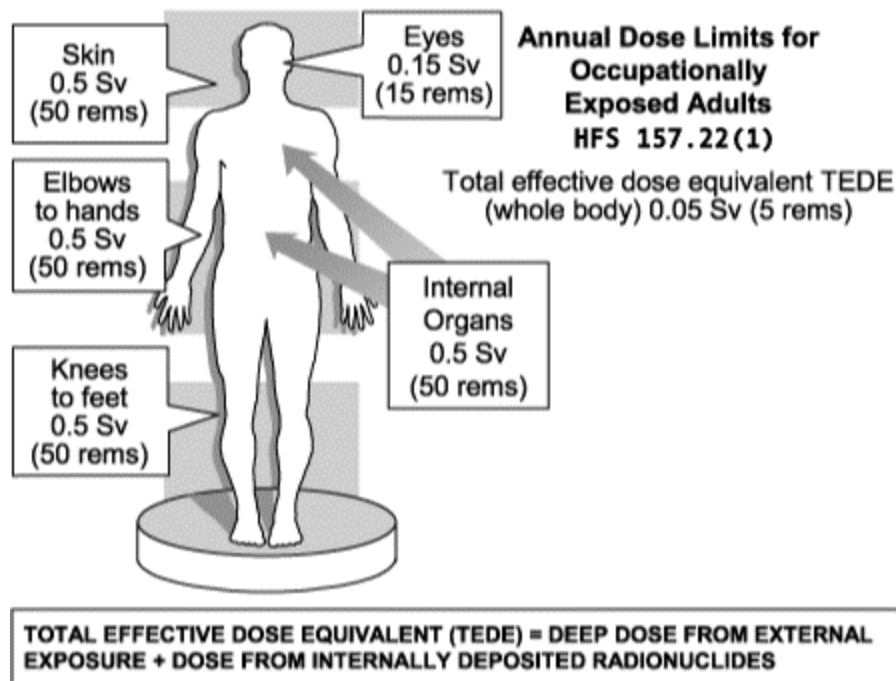 Skin
0.5 Sv
(50 rems)
Eyes
0.15 Sv
(15 rems)
Annual Dose Limits for
Occupationally
Exposed Adults
HFS 157.22(1)
Total effective dose equivalent TEDE
(whole body) 0.05 Sv (5 rems)
Elbows
to hands
0.5 Sv
(50 rems)
Internal
Organs
0.5 Sv
(50 rems)
Knees
to feet
0.5 Sv
(50 rems)
TOTAL EFFECTIVE DOSE EQUIVALENT (TEDE) = DEEP DOSE FROM EXTERNAL
EXPOSURE + DOSE FROM INTERNALLY DEPOSITED RADIONUCLIDES